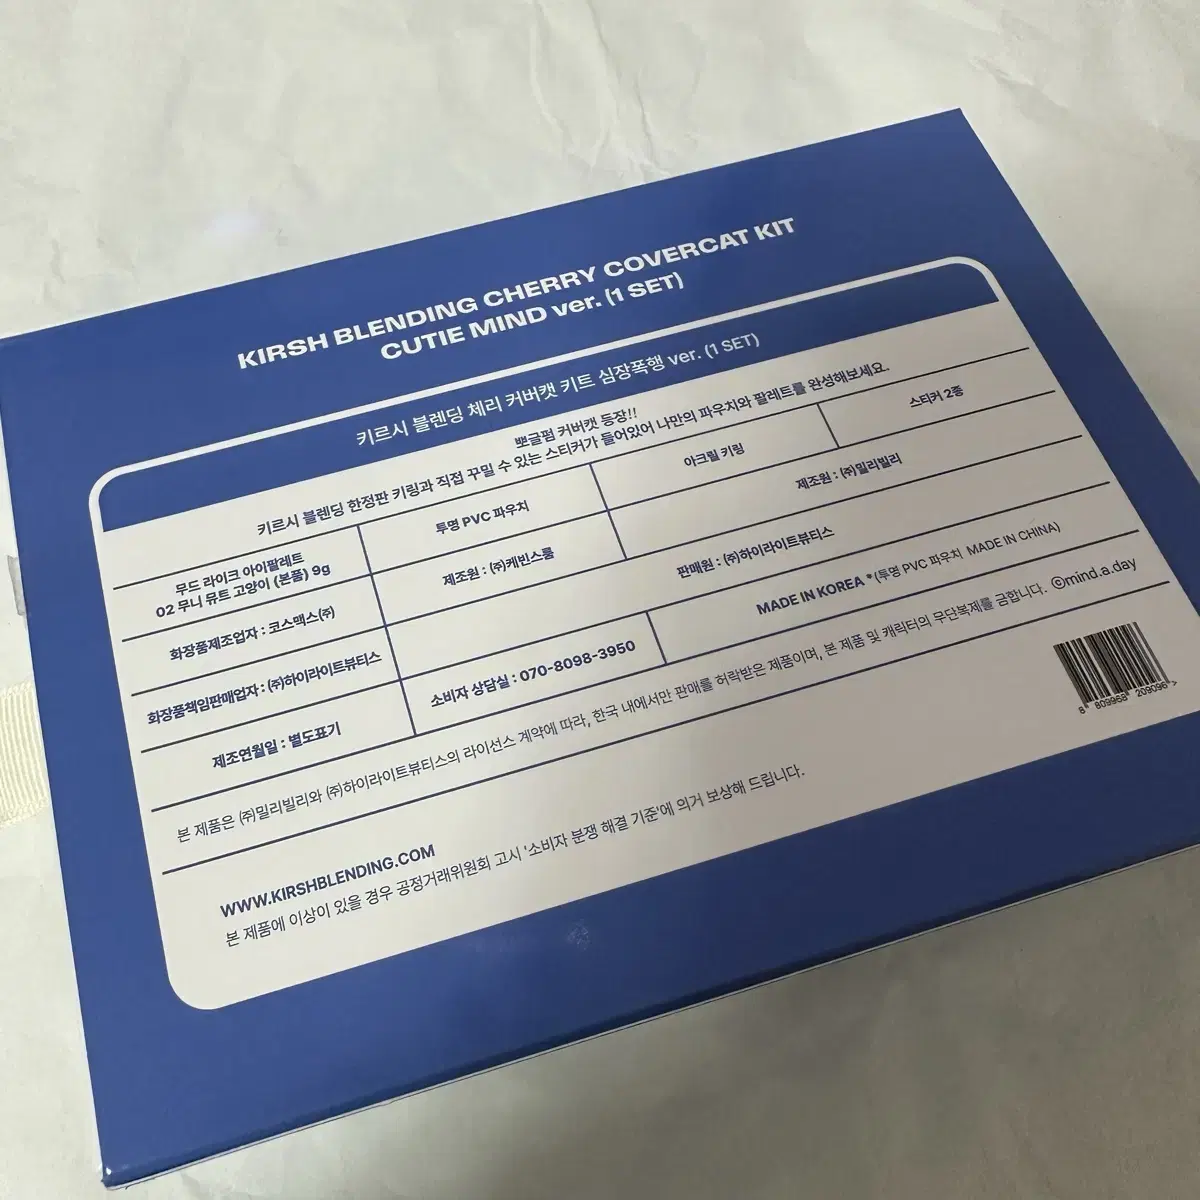 KIRSH BLENDING CHERRY COVERCAT KIT
CUTIE MIND ver. (1 SET)
키르시 블렌딩 체리 커버캣 키트 심장폭행 ver. (1 SET)
뽀글펌 커버캣 등장!!
키르시 블렌딩 한정판 키링과 직접 꾸밀 수 있는 스티커가 들어있어 나만의 파우치와 팔레트를 완성해보세요.
무드 라이크 아이팔레트
02 무니 뮤트 고양이 (본품) 9g
투명 PVC 파우치
아크릴 키링
스티커 2종
화장품제조업자 : 코스맥스(주)
제조원 : (주)케빈스룸
제조원 : (주)밀리빌리
화장품책임판매업자 : (주)하이라이트뷰티스
판매원 : (주)하이라이트뷰티스
제조연월일 : 별도표기
소비자 상담실 : 070-8098-3950
MADE IN KOREA *(투명 PVC 파우치 MADE IN CHINA)
본 제품은 (주)밀리빌리와 (주)하이라이트뷰티스의 라이선스 계약에 따라, 한국 내에서만 판매를 허락받은 제품이며, 본 제품 및 캐릭터의 무단복제를 금합니다. ⓒmind.a.day
WWW.KIRSHBLENDING.COM
본 제품에 이상이 있을 경우 공정거래위원회 고시 '소비자 분쟁 해결 기준'에 의거 보상해 드립니다.
8 809968 209096 >